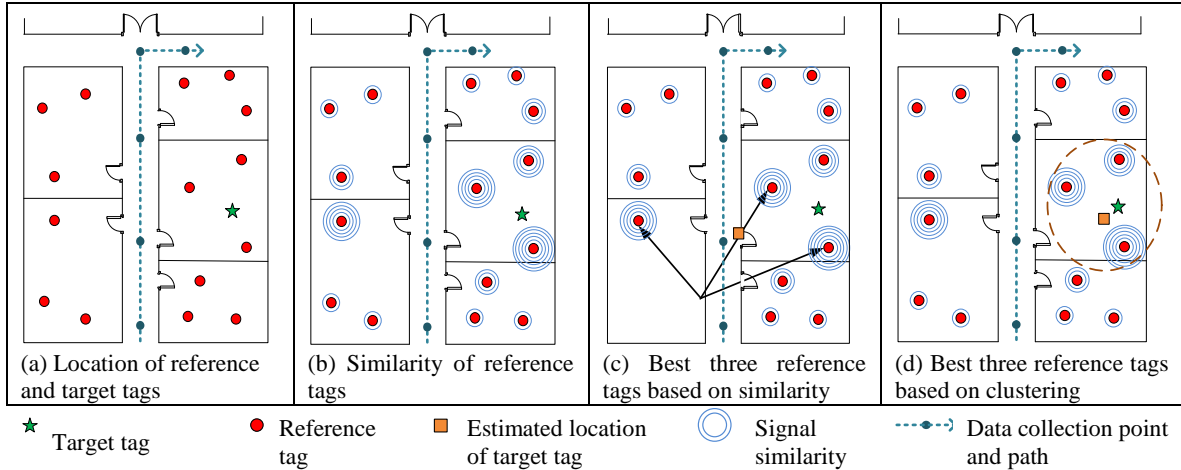 (a) Location of reference
and target tags
(b) Similarity of reference
tags
(c) Best three reference
tags based on similarity
(d) Best three reference tags
based on clustering
Target tag
Reference
tag
Estimated location
of target tag
Signal
similarity
Data collection point
and path